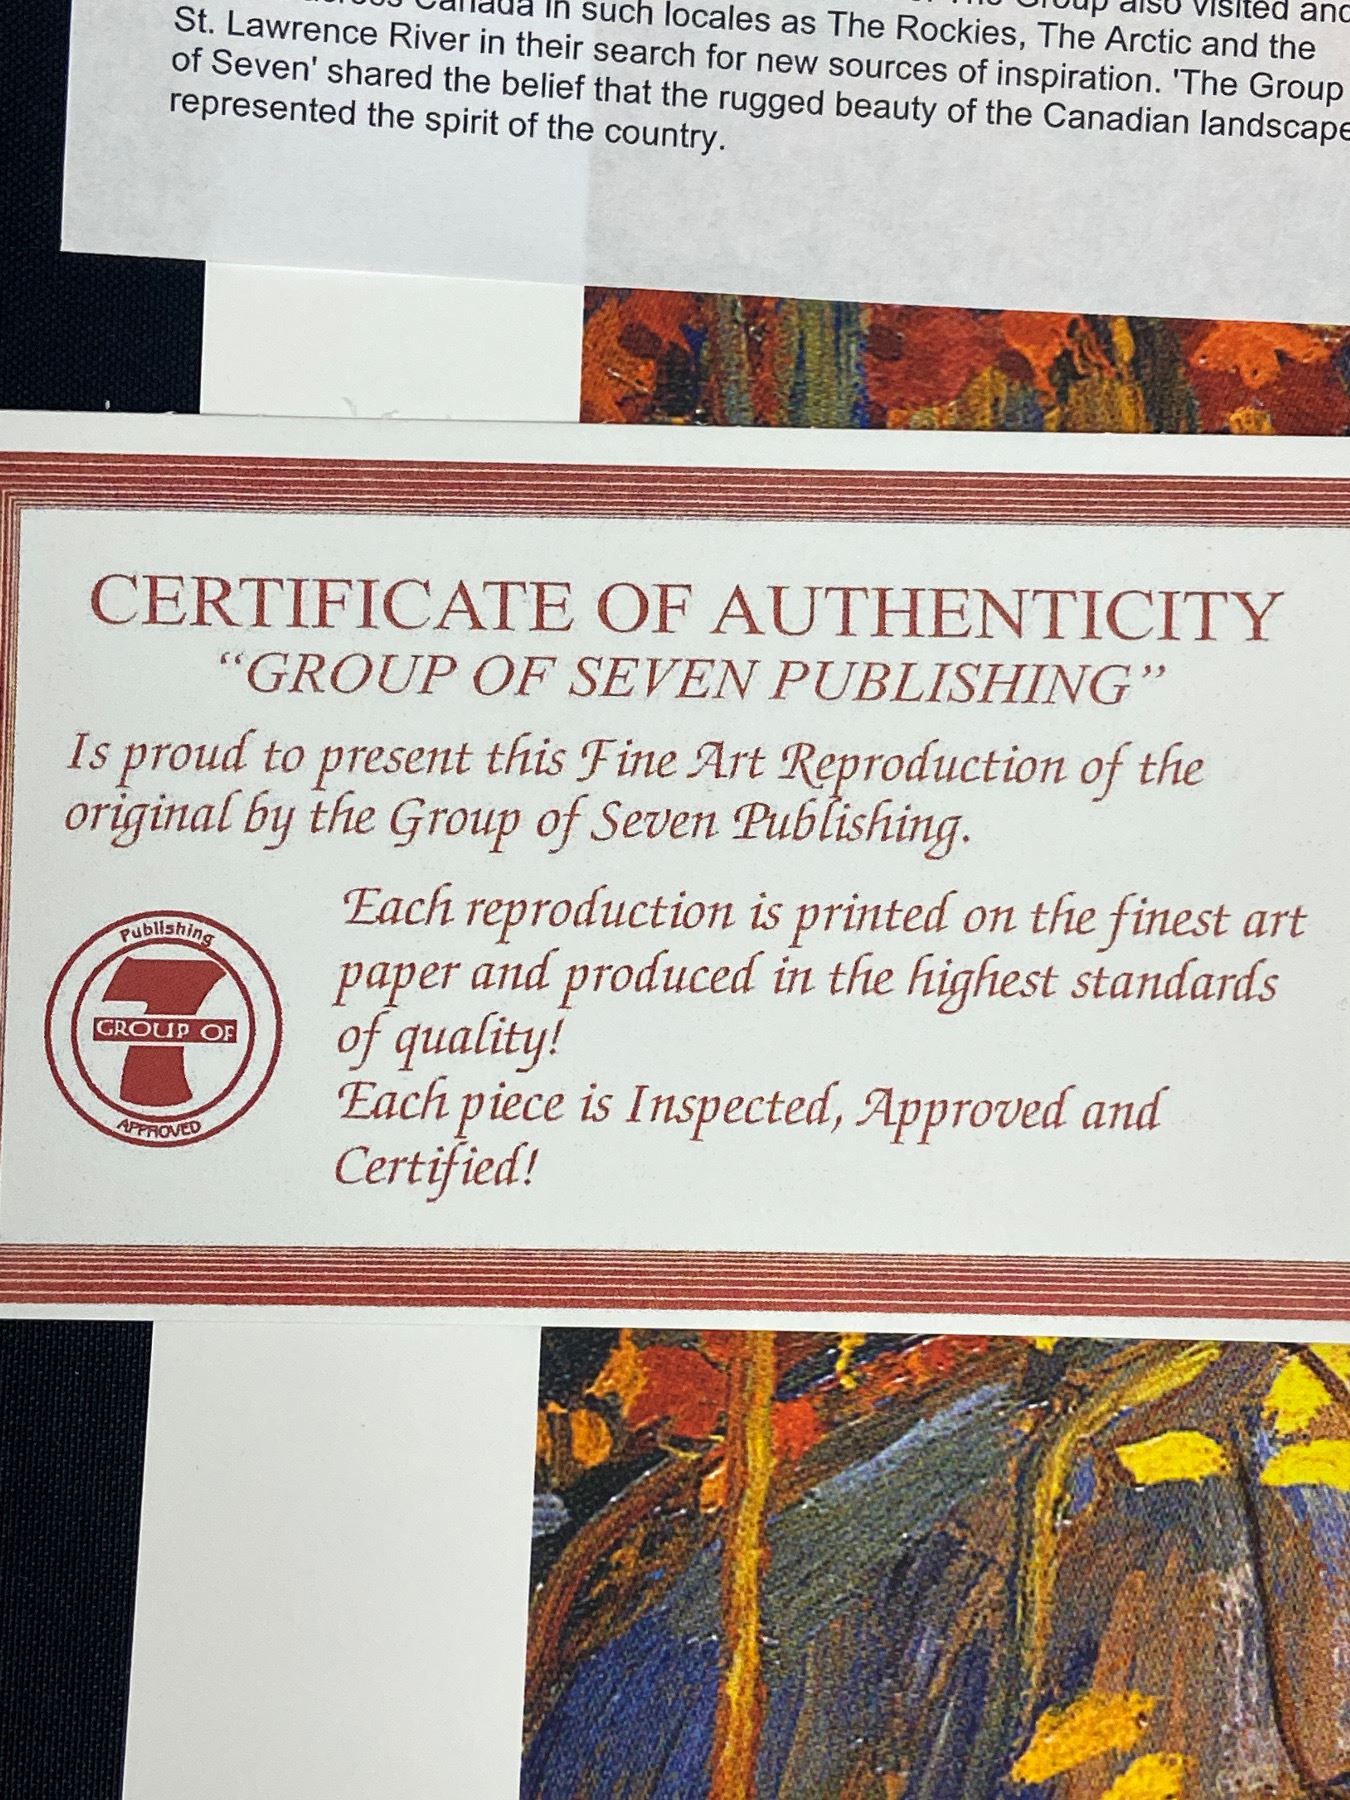 Canada in such locales as The Rockies, The Arctic and the
Group also visited and
St. Lawrence River in their search for new sources of inspiration. 'The Group
of Seven' shared the belief that the rugged beauty of the Canadian landscape
represented the spirit of the country.
CERTIFICATE OF AUTHENTICITY
“GROUP OF SEVEN PUBLISHING”
Is proud to present this Fine Art Reproduction of the
original by the Group of Seven Publishing.
Each reproduction is printed on the finest art
paper and produced in the highest standards
of quality!
Each piece is Inspected, Approved and
Certified!
Publishing
7
GROUP OF
APPROVED